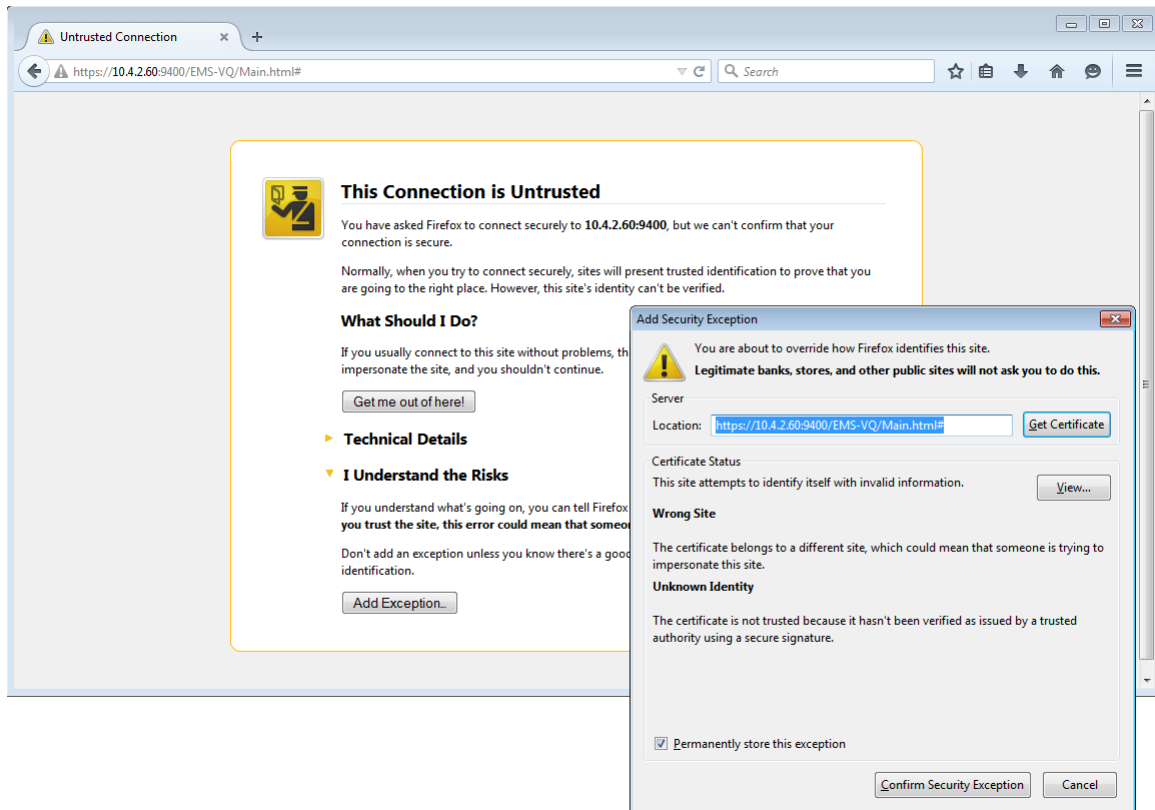 Untrusted Connection
https://10.4.2.60:9400/EMS-VQ/Main.html#
Search
This Connection is Untrusted
You have asked Firefox to connect securely to 10.4.2.60:9400, but we can't confirm that your
connection is secure.
Normally, when you try to connect securely, sites will present trusted identification to prove that you
are going to the right place. However, this site's identity can't be verified.
What Should I Do?
If you usually connect to this site without problems, th
impersonate the site, and you shouldn't continue.
Get me out of here!
Technical Details
I Understand the Risks
If you understand what's going on, you can tell Firefox
you trust the site, this error could mean that someo
Don't add an exception unless you know there's a good
identification.
Add Exception...
Add Security Exception
You are about to override how Firefox identifies this site.
Legitimate banks, stores, and other public sites will not ask you to do this.
Server
Location:
https://10.4.2.60:9400/EMS-VQ/Main.html#
Get Certificate
Certificate Status
This site attempts to identify itself with invalid information.
View...
Wrong Site
The certificate belongs to a different site, which could mean that someone is trying to
impersonate this site.
Unknown Identity
The certificate is not trusted because it hasn't been verified as issued by a trusted
authority using a secure signature.
Permanently store this exception
Confirm Security Exception
Cancel